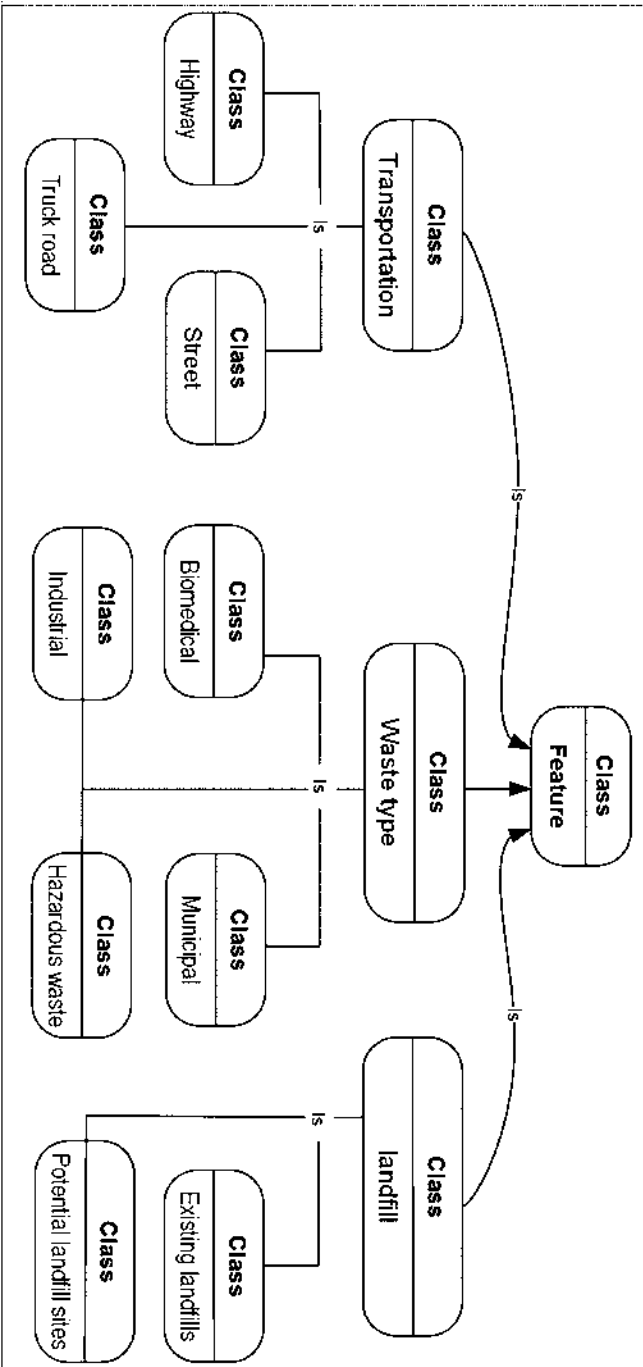 Class
Feature
Is
Is
Class
Transportation
Class
Waste type
Class
landfill
Is
Is
Is
Class
Highway
Class
Street
Class
Biomedical
Class
Municipal
Class
Existing landfills
Class
Truck road
Class
Industrial
Class
Hazardous waste
Class
Potential landfill sites